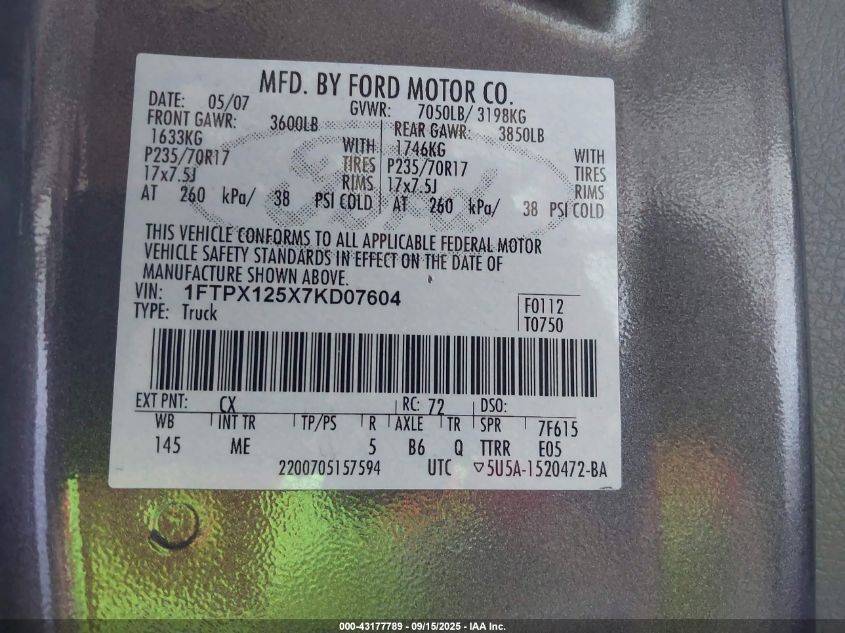 MFD. BY FORD MOTOR CO.
DATE: 05/07 GVWR: 7050LB/ 3198KG
FRONT GAWR: 3600LB REAR GAWR: 3850LB
1633KG WITH 1746KG WITH
P235/70R17 TIRES P235/70R17 TIRES
17x7.5J RIMS 17x7.5J RIMS
AT 260 kPa/ 38 PSI COLD AT 260 kPa/ 38 PSI COLD
THIS VEHICLE CONFORMS TO ALL APPLICABLE FEDERAL MOTOR
VEHICLE SAFETY STANDARDS IN EFFECT ON THE DATE OF
MANUFACTURE SHOWN ABOVE.
VIN: 1FTPX125X7KD07604 F0112
TYPE: Truck T0750
EXT PNT: CX RC: 72 DSO:
WB INT TR TP/PS R AXLE TR SPR 7F615
145 ME 5 B6 Q TTRR E05
2200705157594 UTC ▽5U5A-1520472-BA
000-43177789 - 09/15/2025 - IAA Inc.